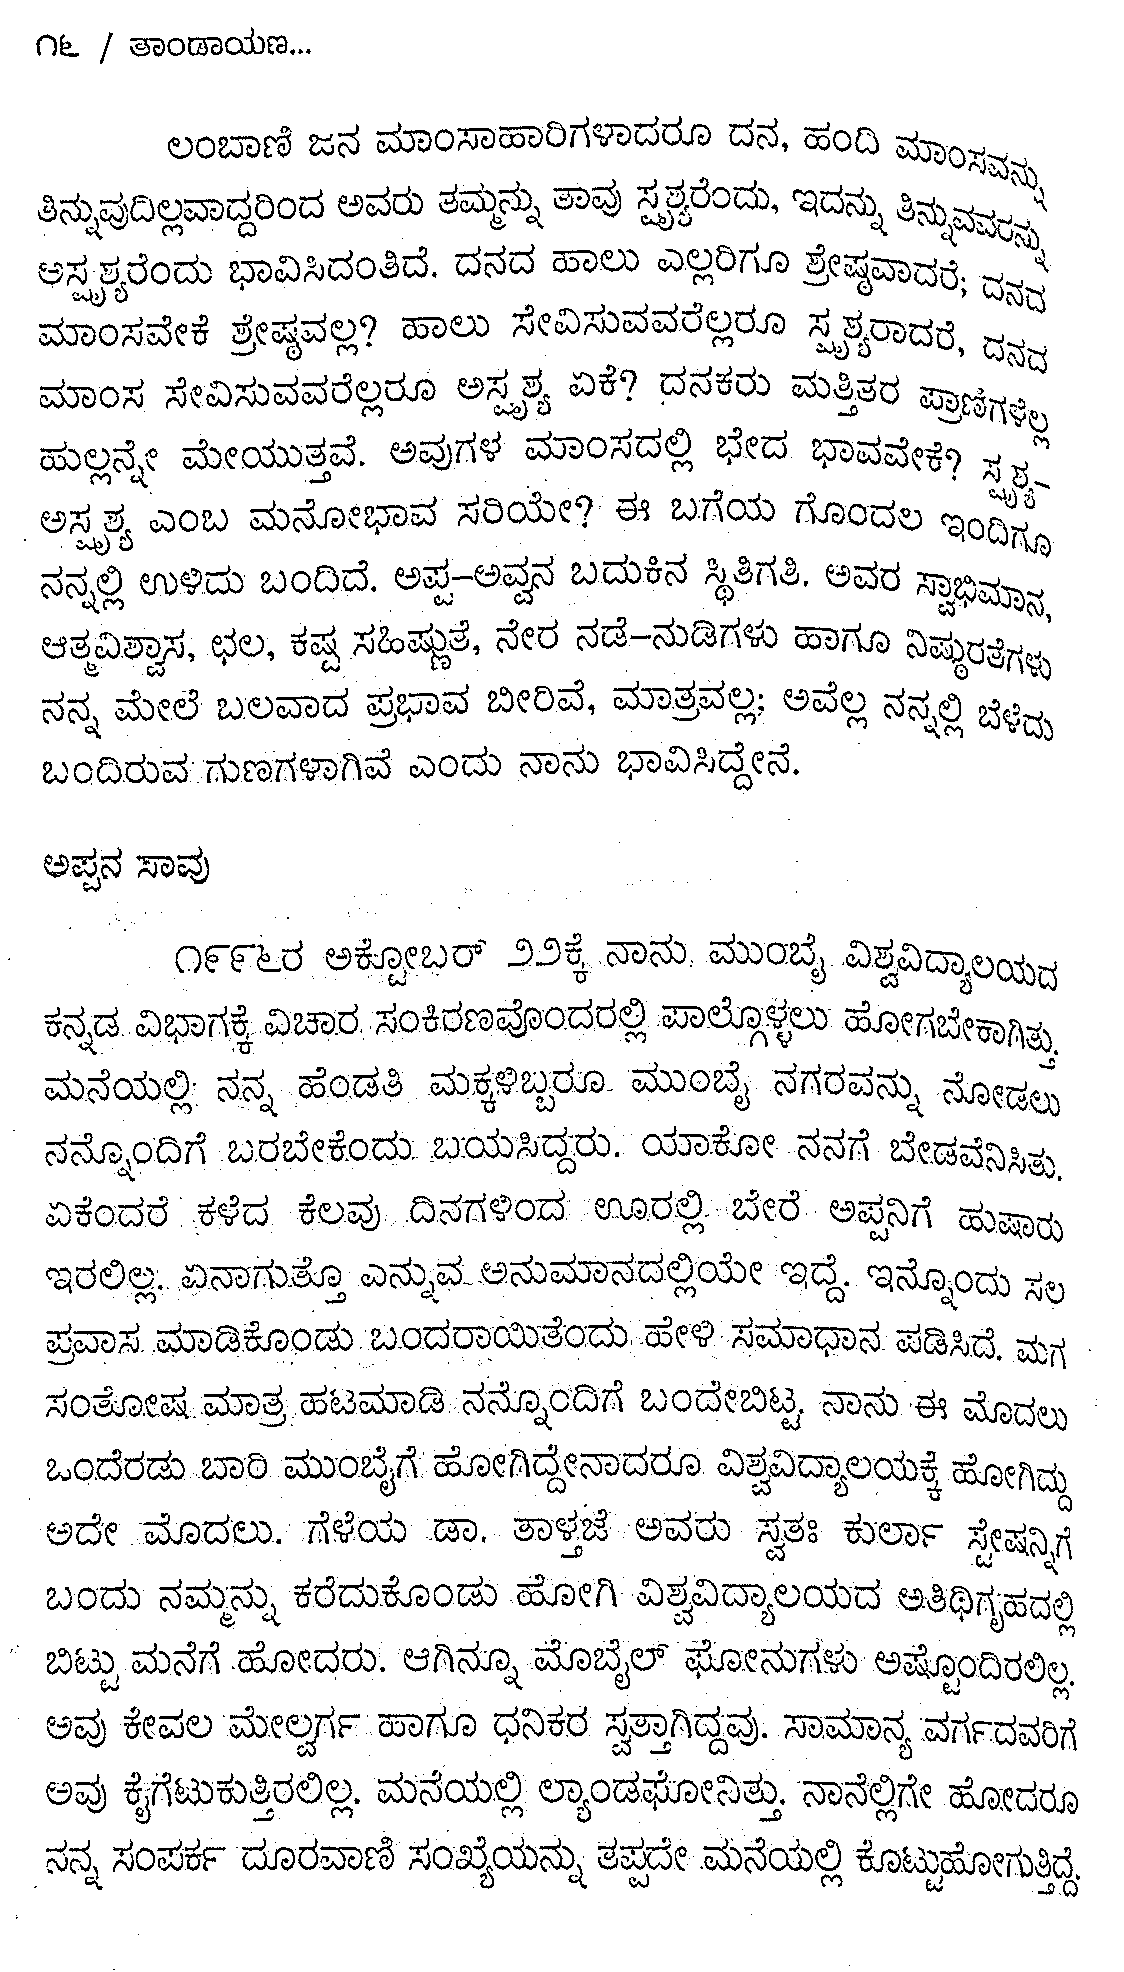 ೧೬ / ತಾಂಡಾಯಣ...
ಲಂಬಾಣಿ ಜನ ಮಾಂಸಾಹಾರಿಗಳಾದರೂ ದನ, ಹಂದಿ ಮಾಂಸವನ್ನು
ತಿನ್ನುವುದಿಲ್ಲವಾದ್ದರಿಂದ ಅವರು ತಮ್ಮನ್ನು ತಾವು ಸ್ಪೃಶ್ಯರೆಂದು, ಇದನ್ನು ತಿನ್ನುವವರನ್ನು
ಅಸ್ಪೃಶ್ಯರೆಂದು ಭಾವಿಸಿದಂತಿದೆ. ದನದ ಹಾಲು ಎಲ್ಲರಿಗೂ ಶ್ರೇಷ್ಠವಾದರೆ; ದನದ
ಮಾಂಸವೇಕೆ ಶ್ರೇಷ್ಠವಲ್ಲ? ಹಾಲು ಸೇವಿಸುವವರೆಲ್ಲರೂ ಸ್ಪೃಶ್ಯರಾದರೆ, ದನದ
ಮಾಂಸ ಸೇವಿಸುವವರೆಲ್ಲರೂ ಅಸ್ಪೃಶ್ಯ ಏಕೆ? ದನಕರು ಮತ್ತಿತರ ಪ್ರಾಣಿಗಳೆಲ್ಲ
ಹುಲ್ಲನ್ನೇ ಮೇಯುತ್ತವೆ. ಅವುಗಳ ಮಾಂಸದಲ್ಲಿ ಭೇದ ಭಾವವೇಕೆ? ಸ್ಪೃಶ್ಯ-
ಅಸ್ಪೃಶ್ಯ ಎಂಬ ಮನೋಭಾವ ಸರಿಯೇ? ಈ ಬಗೆಯ ಗೊಂದಲ ಇಂದಿಗೂ
ನನ್ನಲ್ಲಿ ಉಳಿದು ಬಂದಿದೆ. ಅಪ್ಪ-ಅವ್ವನ ಬದುಕಿನ ಸ್ಥಿತಿಗತಿ. ಅವರ ಸ್ವಾಭಿಮಾನ,
ಆತ್ಮವಿಶ್ವಾಸ, ಛಲ, ಕಷ್ಟ ಸಹಿಷ್ಣುತೆ, ನೇರ ನಡೆ-ನುಡಿಗಳು ಹಾಗೂ ನಿಷ್ಠುರತೆಗಳು
ನನ್ನ ಮೇಲೆ ಬಲವಾದ ಪ್ರಭಾವ ಬೀರಿವೆ, ಮಾತ್ರವಲ್ಲ; ಅವೆಲ್ಲ ನನ್ನಲ್ಲಿ ಬೆಳೆದು
ಬಂದಿರುವ ಗುಣಗಳಾಗಿವೆ ಎಂದು ನಾನು ಭಾವಿಸಿದ್ದೇನೆ.
ಅಪ್ಪನ ಸಾವು
೧೯೯೬ರ ಅಕ್ಟೋಬರ್ ೨೨ಕ್ಕೆ ನಾನು ಮುಂಬೈ ವಿಶ್ವವಿದ್ಯಾಲಯದ
ಕನ್ನಡ ವಿಭಾಗಕ್ಕೆ ವಿಚಾರ ಸಂಕಿರಣವೊಂದರಲ್ಲಿ ಪಾಲ್ಗೊಳ್ಳಲು ಹೋಗಬೇಕಾಗಿತ್ತು.
ಮನೆಯಲ್ಲಿ ನನ್ನ ಹೆಂಡತಿ ಮಕ್ಕಳಿಬ್ಬರೂ ಮುಂಬೈ ನಗರವನ್ನು ನೋಡಲು
ನನ್ನೊಂದಿಗೆ ಬರಬೇಕೆಂದು ಬಯಸಿದ್ದರು. ಯಾಕೋ ನನಗೆ ಬೇಡವೆನಿಸಿತು.
ಏಕೆಂದರೆ ಕಳೆದ ಕೆಲವು ದಿನಗಳಿಂದ ಊರಲ್ಲಿ ಬೇರೆ ಅಪ್ಪನಿಗೆ ಹುಷಾರು
ಇರಲಿಲ್ಲ. ಏನಾಗುತ್ತೊ ಎನ್ನುವ ಅನುಮಾನದಲ್ಲಿಯೇ ಇದ್ದೆ. ಇನ್ನೊಂದು ಸಲ
ಪ್ರವಾಸ ಮಾಡಿಕೊಂಡು ಬಂದರಾಯಿತೆಂದು ಹೇಳಿ ಸಮಾಧಾನ ಪಡಿಸಿದೆ. ಮಗ
ಸಂತೋಷ ಮಾತ್ರ ಹಟಮಾಡಿ ನನ್ನೊಂದಿಗೆ ಬಂದೇಬಿಟ್ಟ. ನಾನು ಈ ಮೊದಲು
ಒಂದೆರಡು ಬಾರಿ ಮುಂಬೈಗೆ ಹೋಗಿದ್ದೇನಾದರೂ ವಿಶ್ವವಿದ್ಯಾಲಯಕ್ಕೆ ಹೋಗಿದ್ದು
ಅದೇ ಮೊದಲು. ಗೆಳೆಯ ಡಾ. ತಾಳ್ತಜೆ ಅವರು ಸ್ವತಃ ಕುರ್ಲಾ ಸ್ಟೇಷನ್ನಿಗೆ
ಬಂದು ನಮ್ಮನ್ನು ಕರೆದುಕೊಂಡು ಹೋಗಿ ವಿಶ್ವವಿದ್ಯಾಲಯದ ಅತಿಥಿಗೃಹದಲ್ಲಿ
ಬಿಟ್ಟು ಮನೆಗೆ ಹೋದರು. ಆಗಿನ್ನೂ ಮೊಬೈಲ್ ಫೋನುಗಳು ಅಷ್ಟೊಂದಿರಲಿಲ್ಲ.
ಅವು ಕೇವಲ ಮೇಲ್ವರ್ಗ ಹಾಗೂ ಧನಿಕರ ಸ್ವತ್ತಾಗಿದ್ದವು. ಸಾಮಾನ್ಯ ವರ್ಗದವರಿಗೆ
ಅವು ಕೈಗೆಟುಕುತ್ತಿರಲಿಲ್ಲ. ಮನೆಯಲ್ಲಿ ಲ್ಯಾಂಡಫೋನಿತ್ತು. ನಾನೆಲ್ಲಿಗೇ ಹೋದರೂ
ನನ್ನ ಸಂಪರ್ಕ ದೂರವಾಣಿ ಸಂಖ್ಯೆಯನ್ನು ತಪ್ಪದೇ ಮನೆಯಲ್ಲಿ ಕೊಟ್ಟುಹೋಗುತ್ತಿದ್ದೆ.